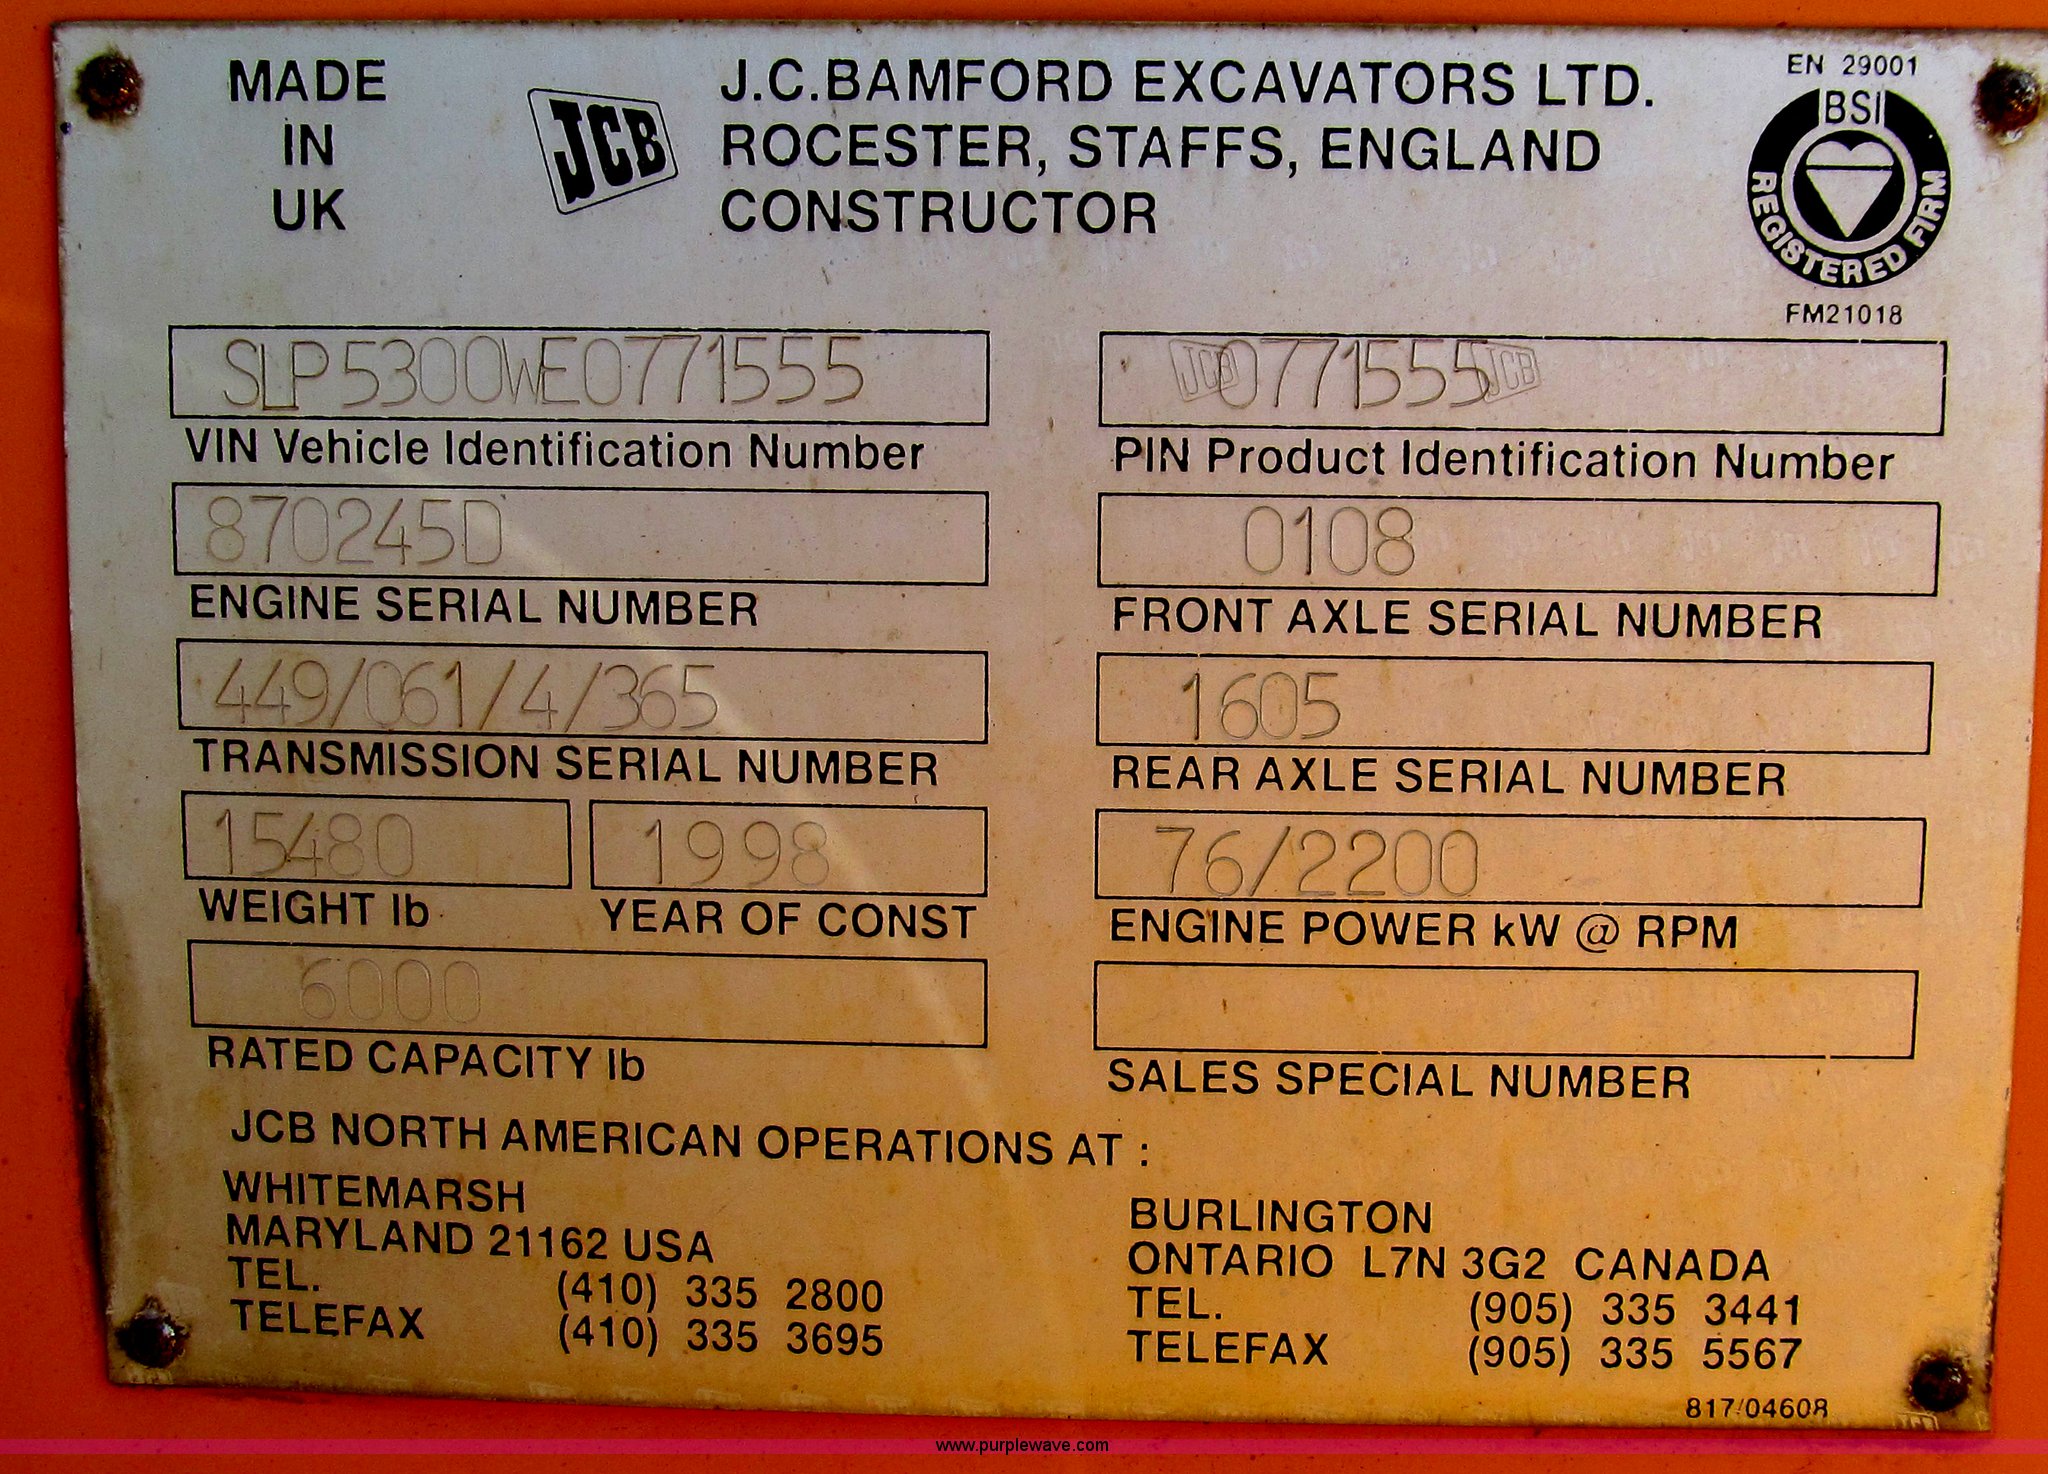 MADE
IN
UK
JCB
J.C.BAMFORD EXCAVATORS LTD.
ROCESTER, STAFFS, ENGLAND
CONSTRUCTOR
EN 29001
BSI
REGISTERED FIRM
FM21018
SLP5300WE0771555
VIN Vehicle Identification Number
JCB 0771555 JCB
PIN Product Identification Number
870245D
ENGINE SERIAL NUMBER
0108
FRONT AXLE SERIAL NUMBER
449/061/4/365
TRANSMISSION SERIAL NUMBER
1605
REAR AXLE SERIAL NUMBER
15480
WEIGHT lb
1998
YEAR OF CONST
76/2200
ENGINE POWER kW @ RPM
6000
RATED CAPACITY lb
SALES SPECIAL NUMBER
JCB NORTH AMERICAN OPERATIONS AT :
WHITEMARSH
MARYLAND 21162 USA
TEL. (410) 335 2800
TELEFAX (410) 335 3695
BURLINGTON
ONTARIO L7N 3G2 CANADA
TEL. (905) 335 3441
TELEFAX (905) 335 5567
817/04608
www.purplewave.com